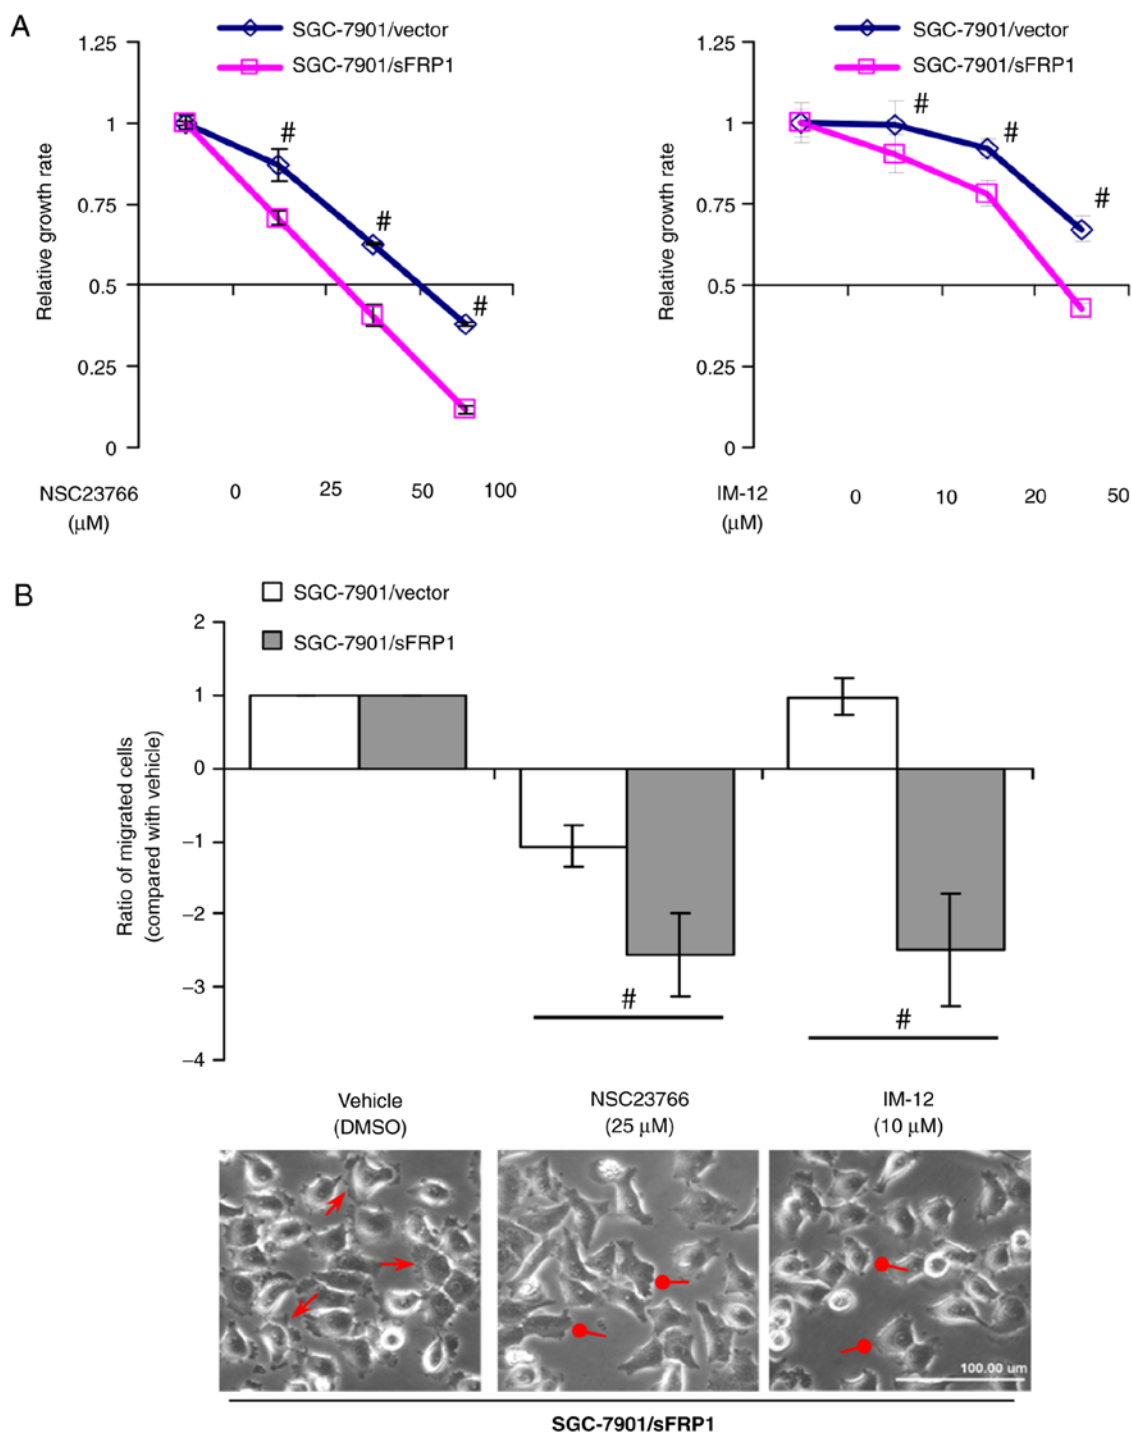 A
SGC-7901/vector
SGC-7901/sFRP1
1.25
1
0.75
0.5
0.25
0
Relative growth rate
#
#
#
NSC23766
(µM)
0 25 50 100
SGC-7901/vector
SGC-7901/sFRP1
1.25
1
0.75
0.5
0.25
0
Relative growth rate
#
#
#
IM-12
(µM)
0 10 20 50
B
SGC-7901/vector
SGC-7901/sFRP1
2
1
0
−1
−2
−3
−4
Ratio of migrated cells
(compared with vehicle)
#
#
Vehicle
(DMSO)
NSC23766
(25 µM)
IM-12
(10 µM)
100.00 um
SGC-7901/sFRP1